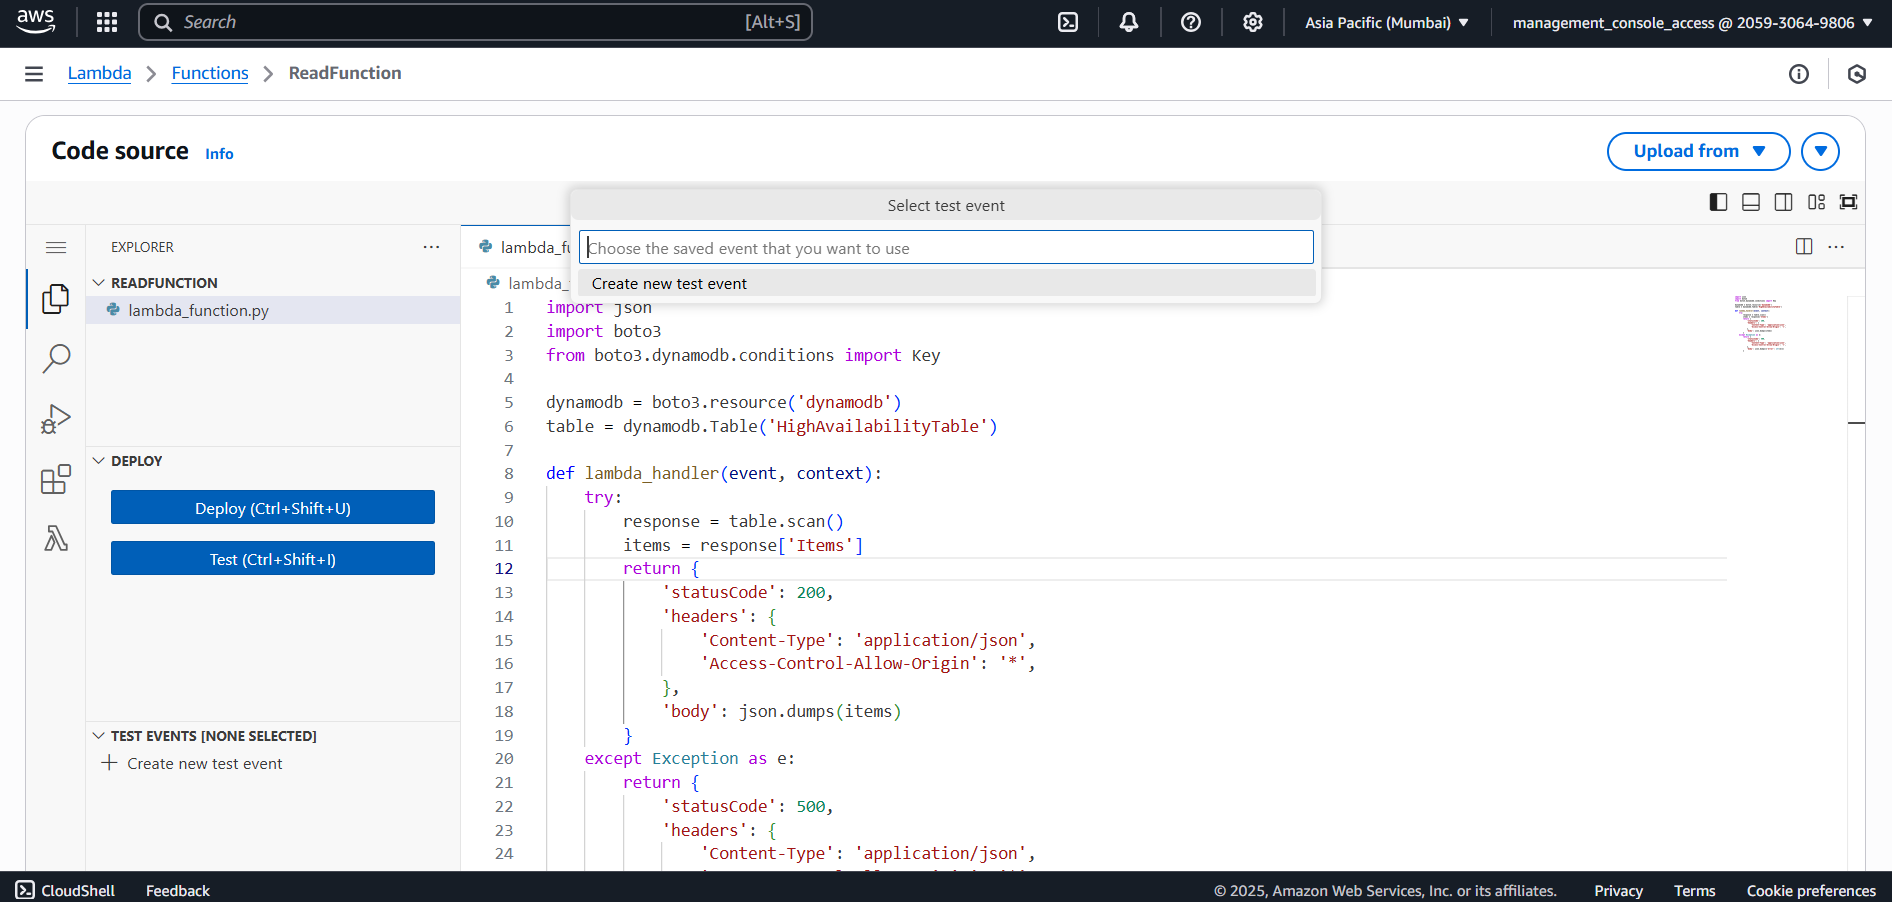 aws
Search [Alt+S]
Asia Pacific (Mumbai) ▼
management_console_access @ 2059-3064-9806 ▼
Lambda > Functions > ReadFunction
Code source Info
Upload from ▼
Select test event
EXPLORER ...
lambda_fu
Choose the saved event that you want to use
READFUNCTION
lambda_
Create new test event
lambda_function.py
1 import json
2 import boto3
3 from boto3.dynamodb.conditions import Key
4
5 dynamodb = boto3.resource('dynamodb')
6 table = dynamodb.Table('HighAvailabilityTable')
7
8 def lambda_handler(event, context):
9 try:
10 response = table.scan()
11 items = response['Items']
12 return {
13 'statusCode': 200,
14 'headers': {
15 'Content-Type': 'application/json',
16 'Access-Control-Allow-Origin': '*',
17 },
18 'body': json.dumps(items)
19 }
20 except Exception as e:
21 return {
22 'statusCode': 500,
23 'headers': {
24 'Content-Type': 'application/json',
DEPLOY
Deploy (Ctrl+Shift+U)
Test (Ctrl+Shift+I)
TEST EVENTS [NONE SELECTED]
+ Create new test event
CloudShell
Feedback
© 2025, Amazon Web Services, Inc. or its affiliates.
Privacy
Terms
Cookie preferences